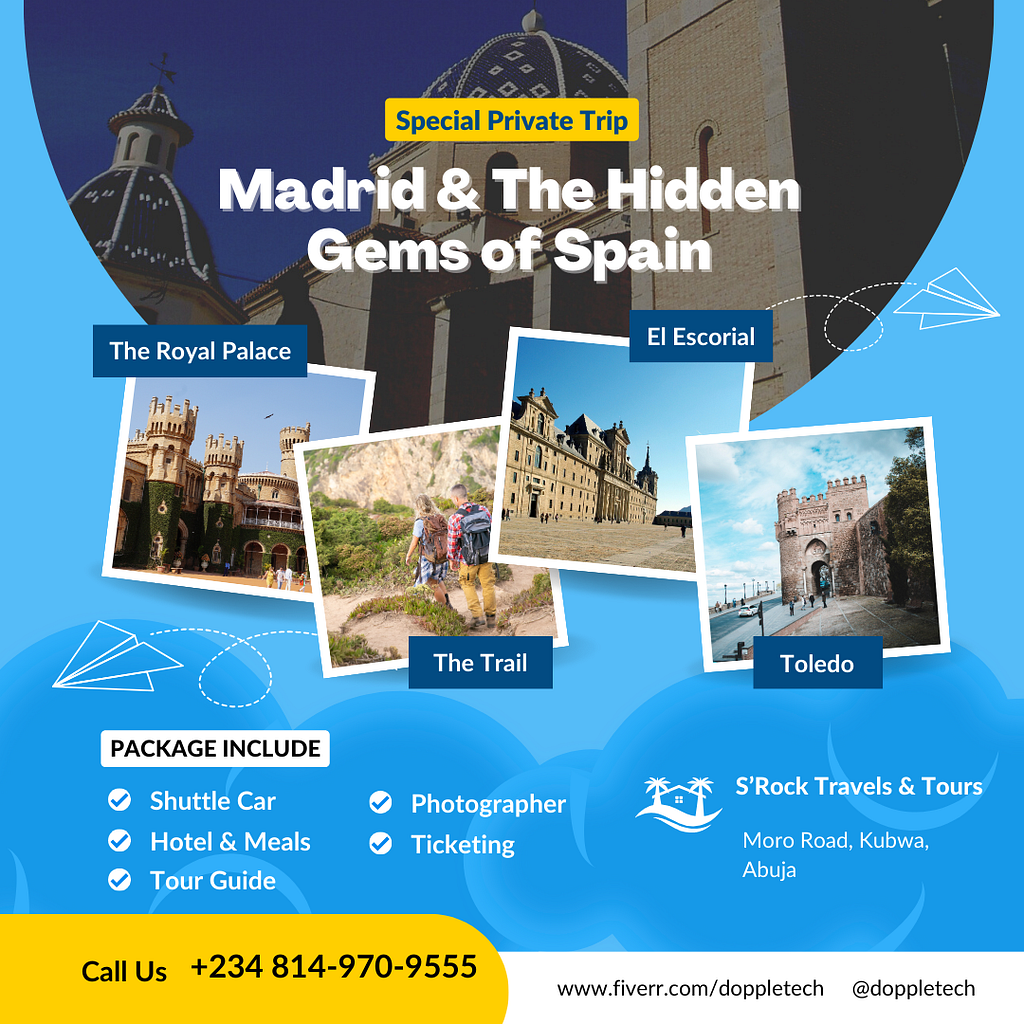 Special Private Trip
Madrid & The Hidden
Gems of Spain
The Royal Palace
El Escorial
The Trail
Toledo
PACKAGE INCLUDE
Shuttle Car
Hotel & Meals
Tour Guide
Photographer
Ticketing
S'Rock Travels & Tours
Moro Road, Kubwa,
Abuja
Call Us +234 814-970-9555
www.fiverr.com/doppletech @doppletech